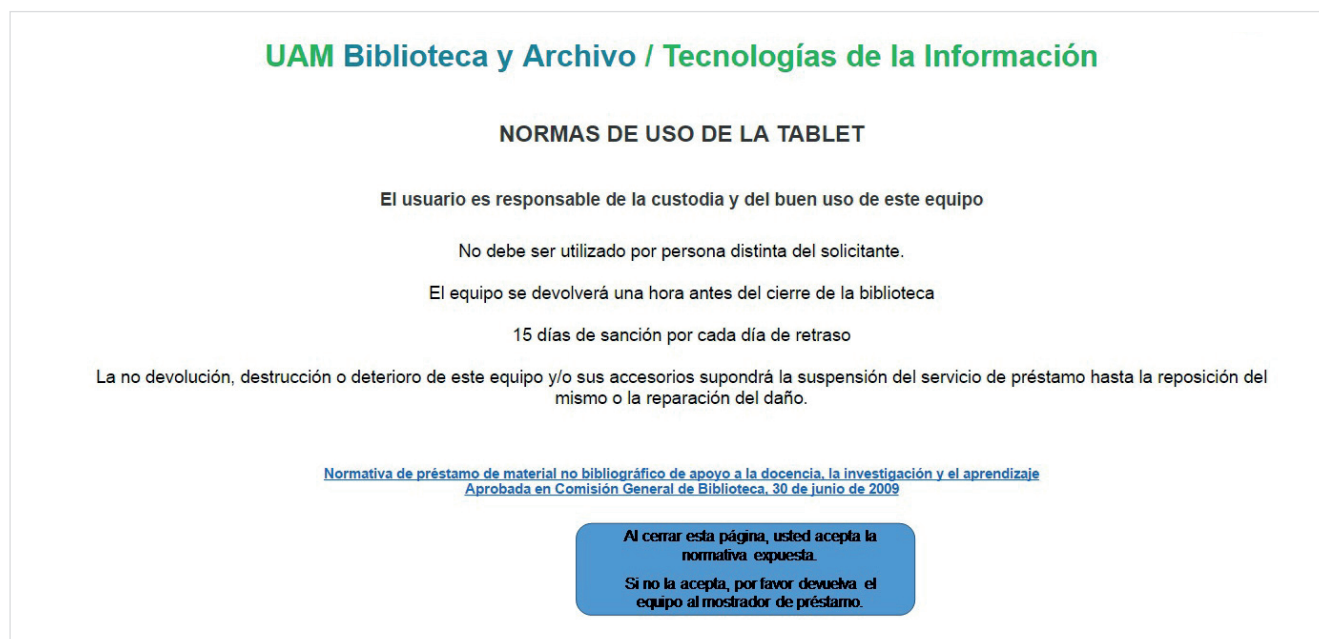 UAM Biblioteca y Archivo / Tecnologías de la Información
NORMAS DE USO DE LA TABLET
El usuario es responsable de la custodia y del buen uso de este equipo
No debe ser utilizado por persona distinta del solicitante.
El equipo se devolverá una hora antes del cierre de la biblioteca
15 días de sanción por cada día de retraso
La no devolución, destrucción o deterioro de este equipo y/o sus accesorios supondrá la suspensión del servicio de préstamo hasta la reposición del
mismo o la reparación del daño.
Normativa de préstamo de material no bibliográfico de apoyo a la docencia, la investigación y el aprendizaje
Aprobada en Comisión General de Biblioteca, 30 de junio de 2009
Al cerrar esta página, usted acepta la
normativa expuesta.
Si no la acepta, por favor devuelva el
equipo al mostrador de préstamo.